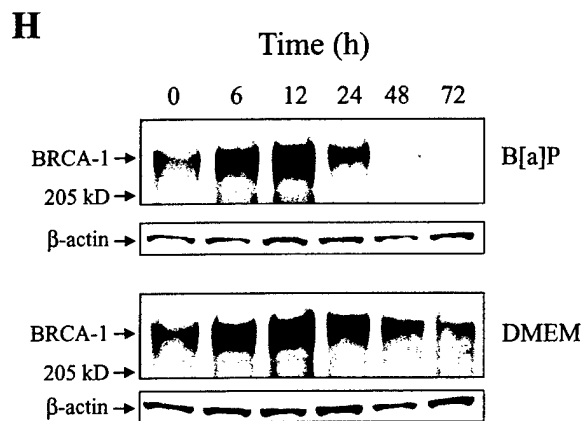 H
Time (h)
0 6 12 24 48 72
BRCA-1→ B[a]P
205 kD→
β-actin→
BRCA-1→ DMEM
205 kD→
β-actin→